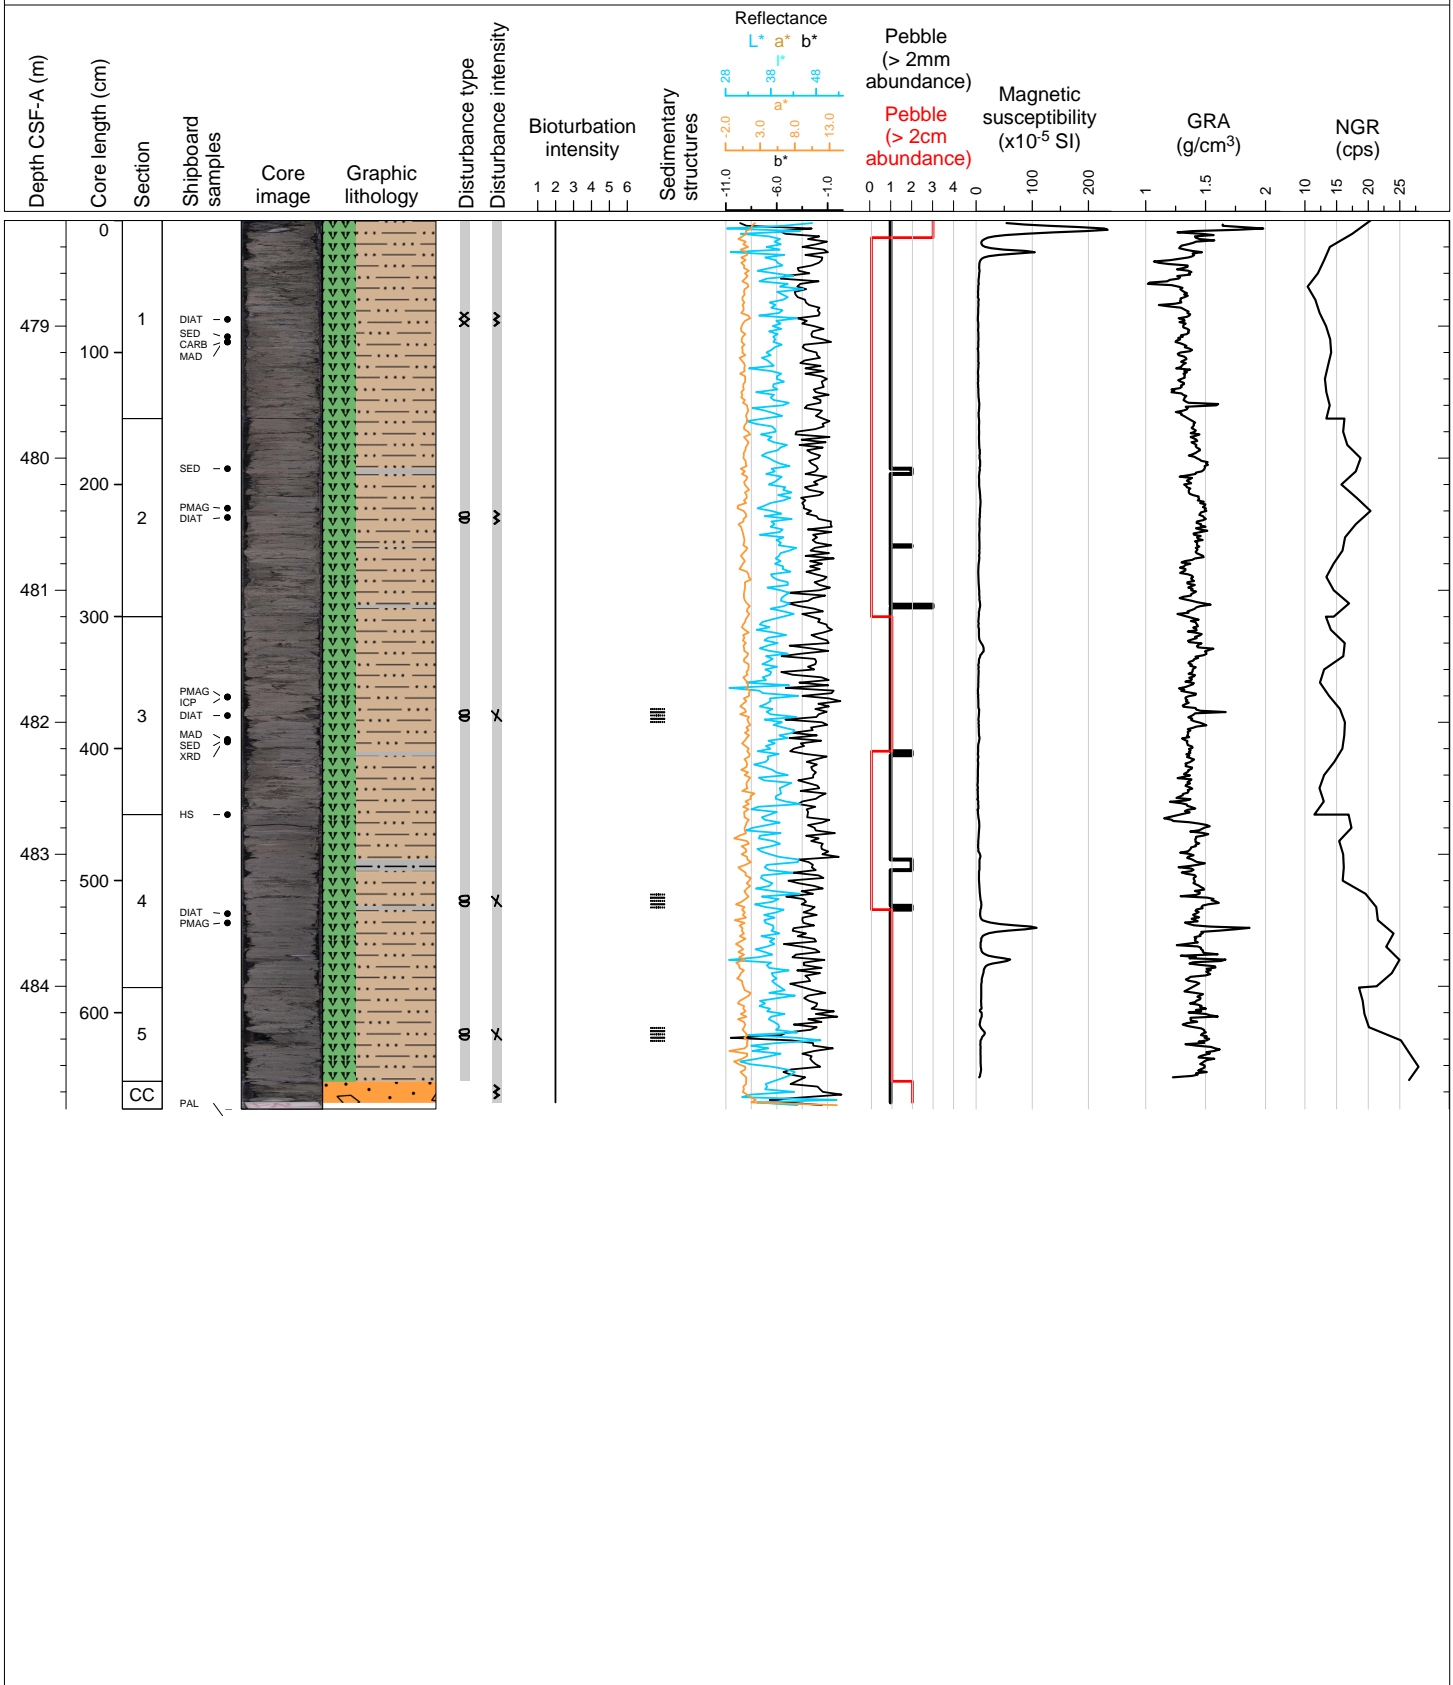 Depth CSF-A (m)
Core length (cm)
Section
Shipboard
samples
Core
image
Graphic
lithology
Disturbance type
Disturbance intensity
Bioturbation
intensity
1 2 3 4 5 6
Sedimentary
structures
Reflectance
L* a* b*
l*
28 38 48
a*
-2.0 3.0 8.0 13.0
b*
-11.0 -6.0 -1.0
Pebble
(> 2mm
abundance)
Pebble
(> 2cm
abundance)
0 1 2 3 4
Magnetic
susceptibility
(x10-5 SI)
0 100 200
GRA
(g/cm3)
1 1.5 2
NGR
(cps)
10 15 20 25
0
479
1
DIAT
SED
CARB
MAD
100
480
SED
200
PMAG
DIAT
2
481
300
PMAG
ICP
DIAT
3
482
MAD
SED
XRD
400
HS
483
500
4
DIAT
PMAG
484
600
5
CC
PAL